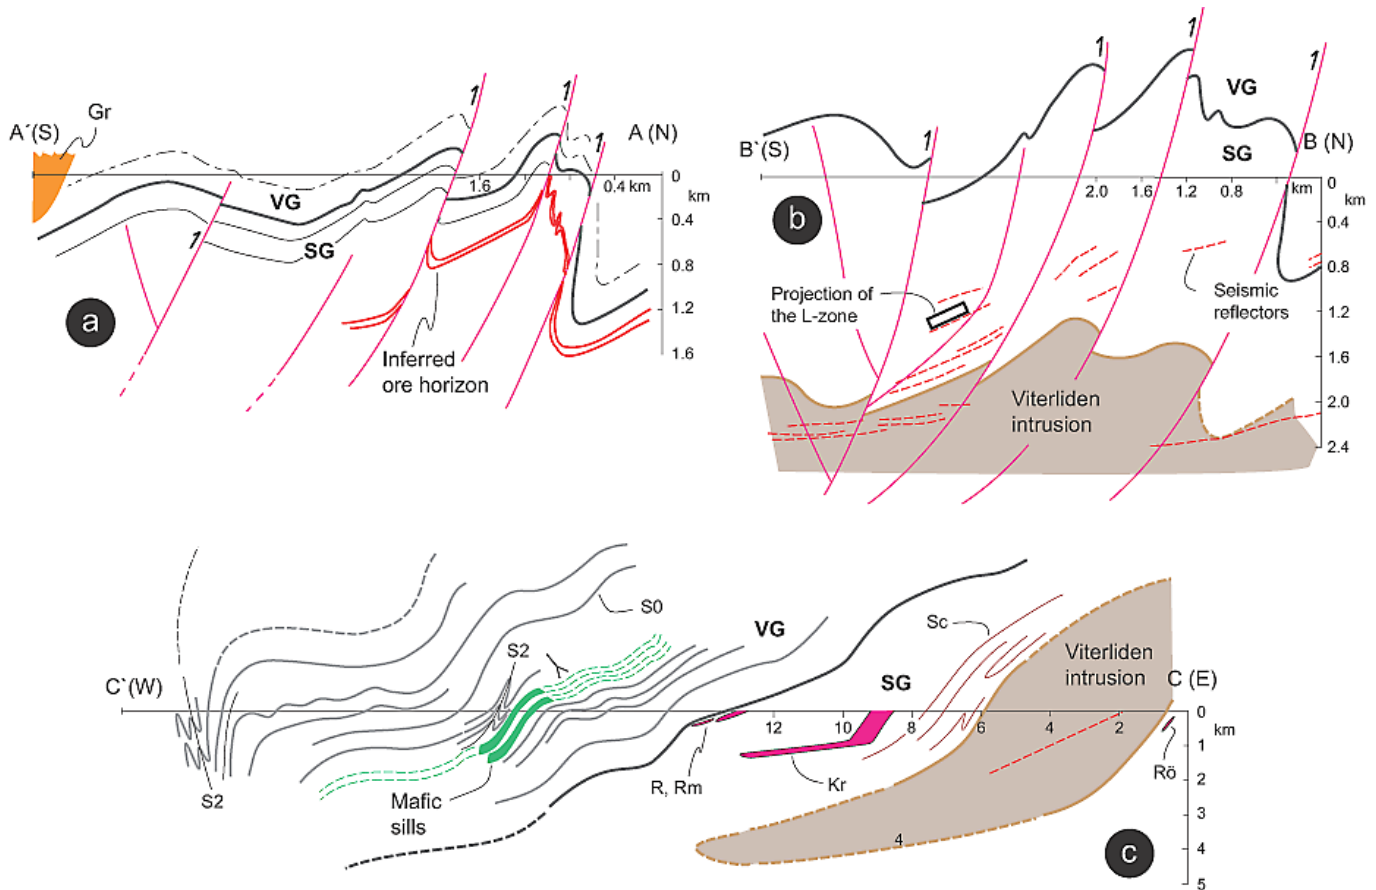 Gr
A´(S)
A (N)
1
1
1
1.6
0.4 km
0
km
0.4
0.8
1.2
1.6
VG
1
SG
a
Inferred
ore horizon
1
1
1
1
VG
SG
B`(S)
B (N)
2.0
1.6
1.2
0.8
km
0
km
0.4
0.8
1.2
1.6
2.0
2.4
b
Projection of
the L-zone
Seismic
reflectors
Viterliden
intrusion
S0
VG
Sc
S2
Y
Viterliden
intrusion
C`(W)
SG
C (E)
12
10
8
6
4
2
0
km
1
2
3
4
5
R, Rm
Kr
Rö
S2
Mafic
sills
4
c